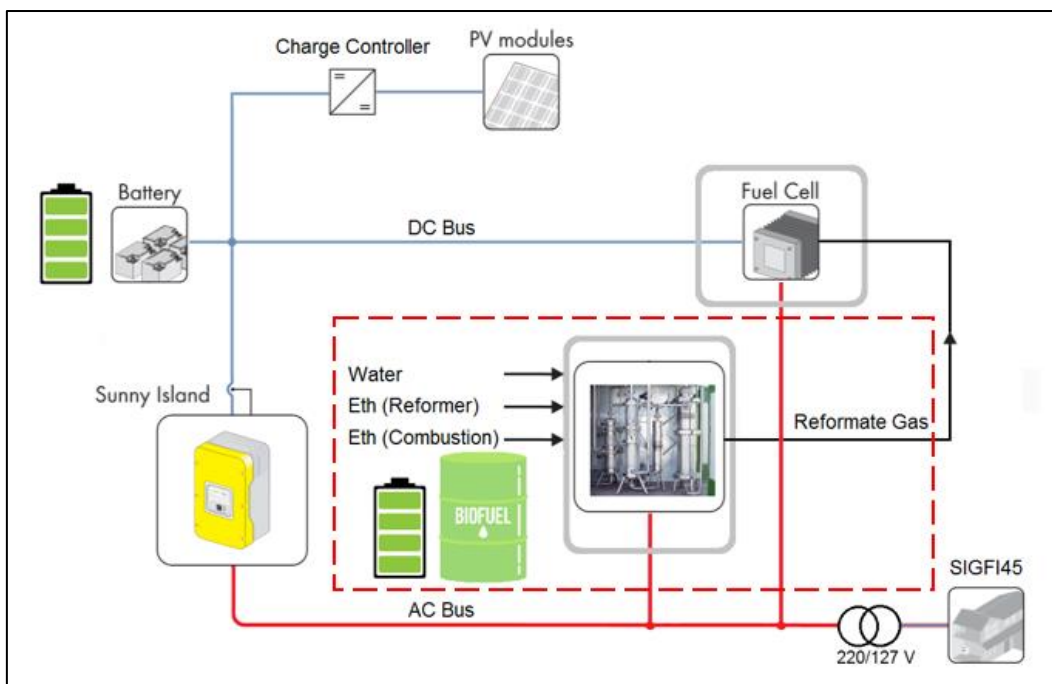 Charge Controller
PV modules
Battery
Fuel Cell
DC Bus
Water
Eth (Reformer)
Eth (Combustion)
Sunny Island
Reformate Gas
BIOFUEL
SIGFI45
AC Bus
220/127 V